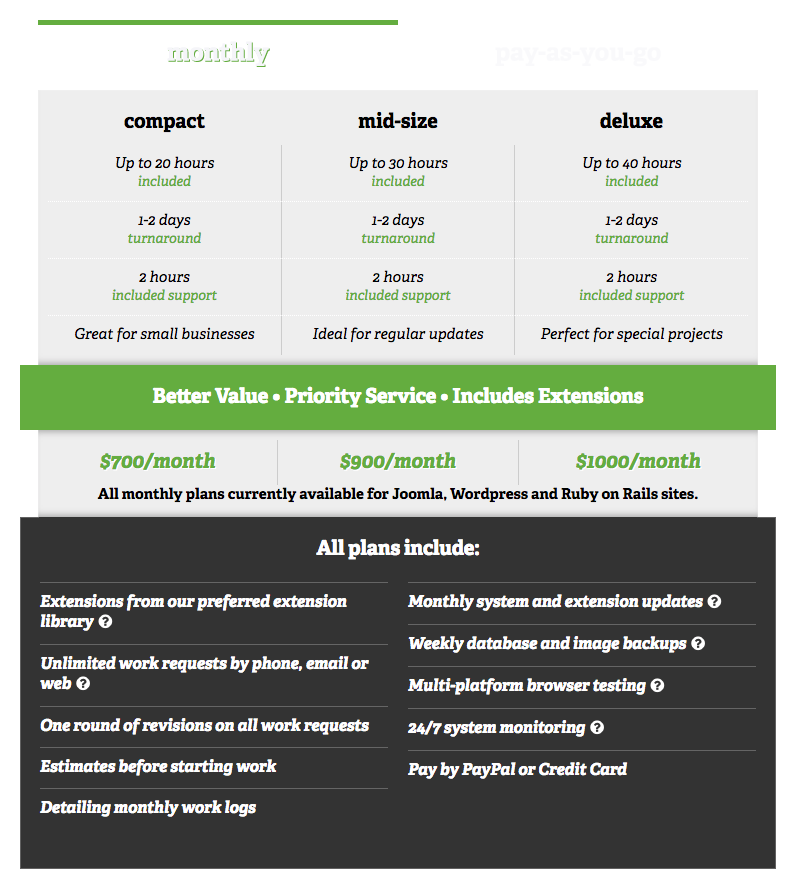 monthly pay-as-you-go
compact mid-size deluxe
Up to 20 hours Up to 30 hours Up to 40 hours
included included included
1-2 days 1-2 days 1-2 days
turnaround turnaround turnaround
2 hours 2 hours 2 hours
included support included support included support
Great for small businesses Ideal for regular updates Perfect for special projects
Better Value • Priority Service • Includes Extensions
$700/month $900/month $1000/month
All monthly plans currently available for Joomla, Wordpress and Ruby on Rails sites.
All plans include:
Extensions from our preferred extension
library ?
Unlimited work requests by phone, email or
web ?
One round of revisions on all work requests
Estimates before starting work
Detailing monthly work logs
Monthly system and extension updates ?
Weekly database and image backups ?
Multi-platform browser testing ?
24/7 system monitoring ?
Pay by PayPal or Credit Card